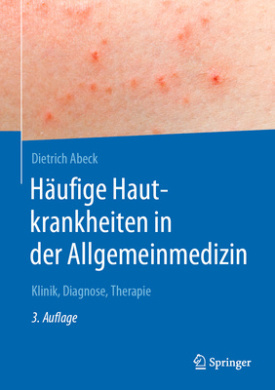 Dietrich Abeck
Häufige Haut-
krankheiten in
der Allgemeinmedizin
Klinik, Diagnose, Therapie
3. Auflage
Springer